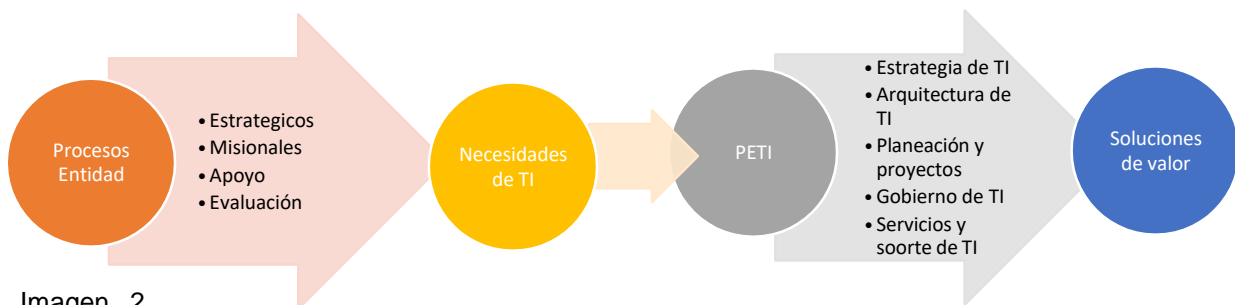 Procesos
Entidad
• Estrategicos
• Misionales
• Apoyo
• Evaluación
Necesidades
de TI
PETI
• Estrategia de TI
• Arquitectura de
TI
• Planeación y
proyectos
• Gobierno de TI
• Servicios y
soorte de TI
Soluciones
de valor
Imagen 2